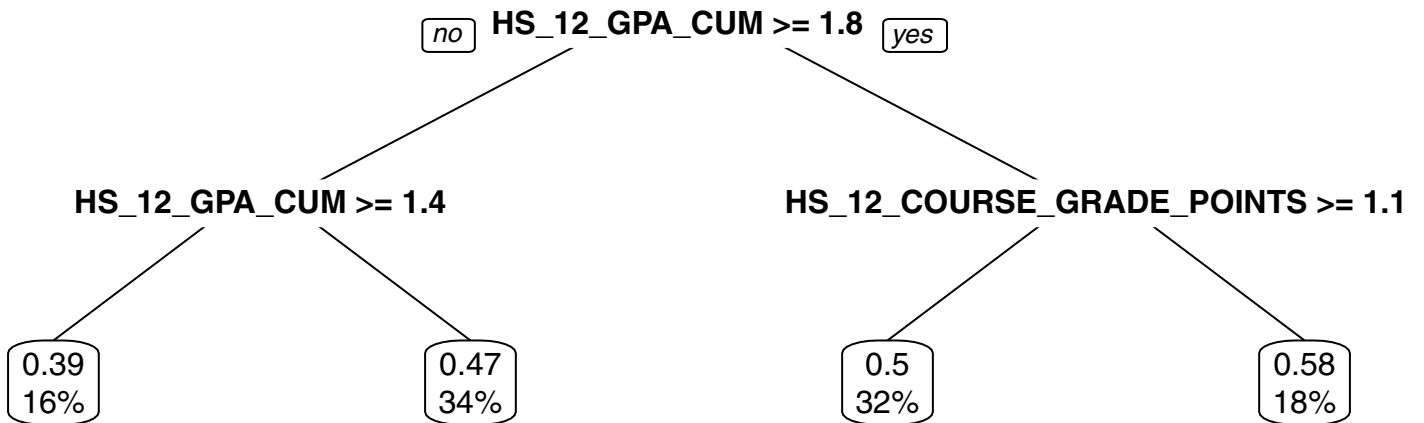 no HS_12_GPA_CUM >= 1.8 yes
HS_12_GPA_CUM >= 1.4
HS_12_COURSE_GRADE_POINTS >= 1.1
0.39
16%
0.47
34%
0.5
32%
0.58
18%